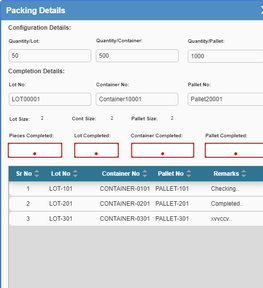 Packing Details
Configuration Details:
Quantity/Lot: Quantity/Container: Quantity/Pallet:
50 500 1000
Completion Details:
Lot No: Container No: Pallet No:
LOT00001 Container10001 Pallet20001
Lot Size: 2 Cont Size: 2 Pallet Size: 2
Pieces Completed: Lot Completed: Container Completed: Pallet Completed:
Sr No Lot No Container No Pallet No Remarks
1 LOT-101 CONTAINER-0101 PALLET-101 Checking..
2 LOT-201 CONTAINER-0201 PALLET-201 Completed..
3 LOT-301 CONTAINER-0301 PALLET-301 xvvccv..